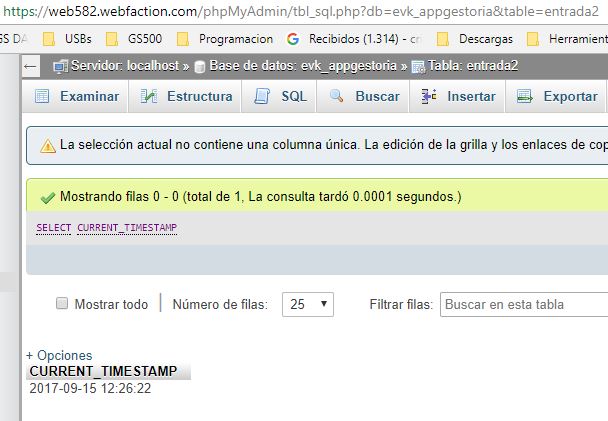 https://web582.webfaction.com/phpMyAdmin/tbl_sql.php?db=evk_appgestoria&table=entrada2
GS DA USBs GS500 Curacion Recibidos (1.314) - cn Descargas Herramient
Servidor: localhost » Base de datos: evk_appgestoria » Tabla: entrada2
Examinar Estructura SQL Buscar Insertar Exportar
La selección actual no contiene una columna única. La edición de la grilla y los enlaces de cop
Mostrando filas 0 - 0 (total de 1, La consulta tardó 0.0001 segundos.)
SELECT CURRENT_TIMESTAMP
Mostrar todo | Número de filas: 25 Filtrar filas: Buscar en esta tabla
+ Opciones
CURRENT_TIMESTAMP
2017-09-15 12:26:22